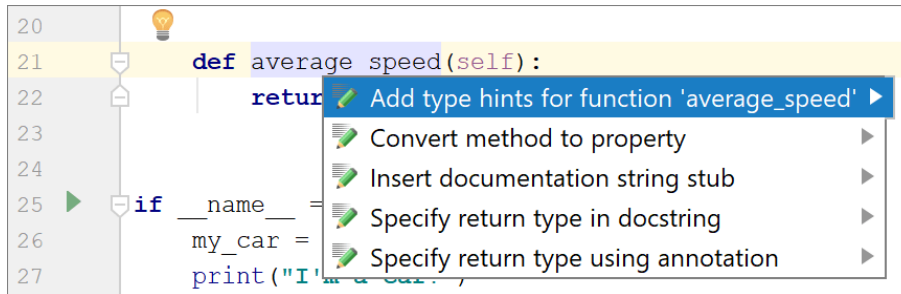 20
21 def average_speed(self):
22 retur
Add type hints for function 'average_speed'
23
Convert method to property
24
Insert documentation string stub
25 if __name__ =
Specify return type in docstring
26 my_car =
Specify return type using annotation
27 print("I'm a car!")